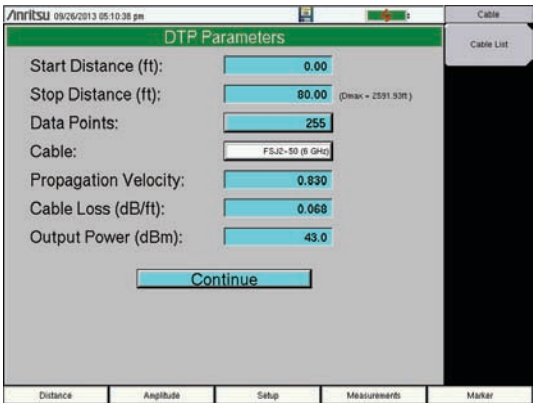 /Inritsu 09/26/2013 05:10:38 pm
Cable
DTP Parameters
Cable List
Start Distance (ft): 0.00
Stop Distance (ft): 80.00 (Dmax = 2591.93ft)
Data Points: 255
Cable: FSJ2-50 (6 GHz)
Propagation Velocity: 0.830
Cable Loss (dB/ft): 0.068
Output Power (dBm): 43.0
Continue
Distance Amplitude Setup Measurements Marker